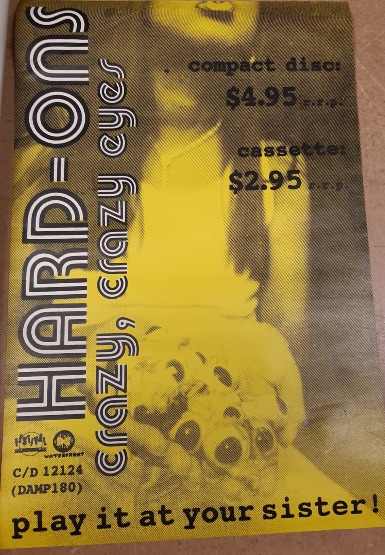 HARD-ONS
crazy, crazy eyes
compact disc:
$4.95 r.r.p.
cassette:
$2.95 r.r.p.
WATERFRONT
C/D 12124
(DAMP180)
play it at your sister!